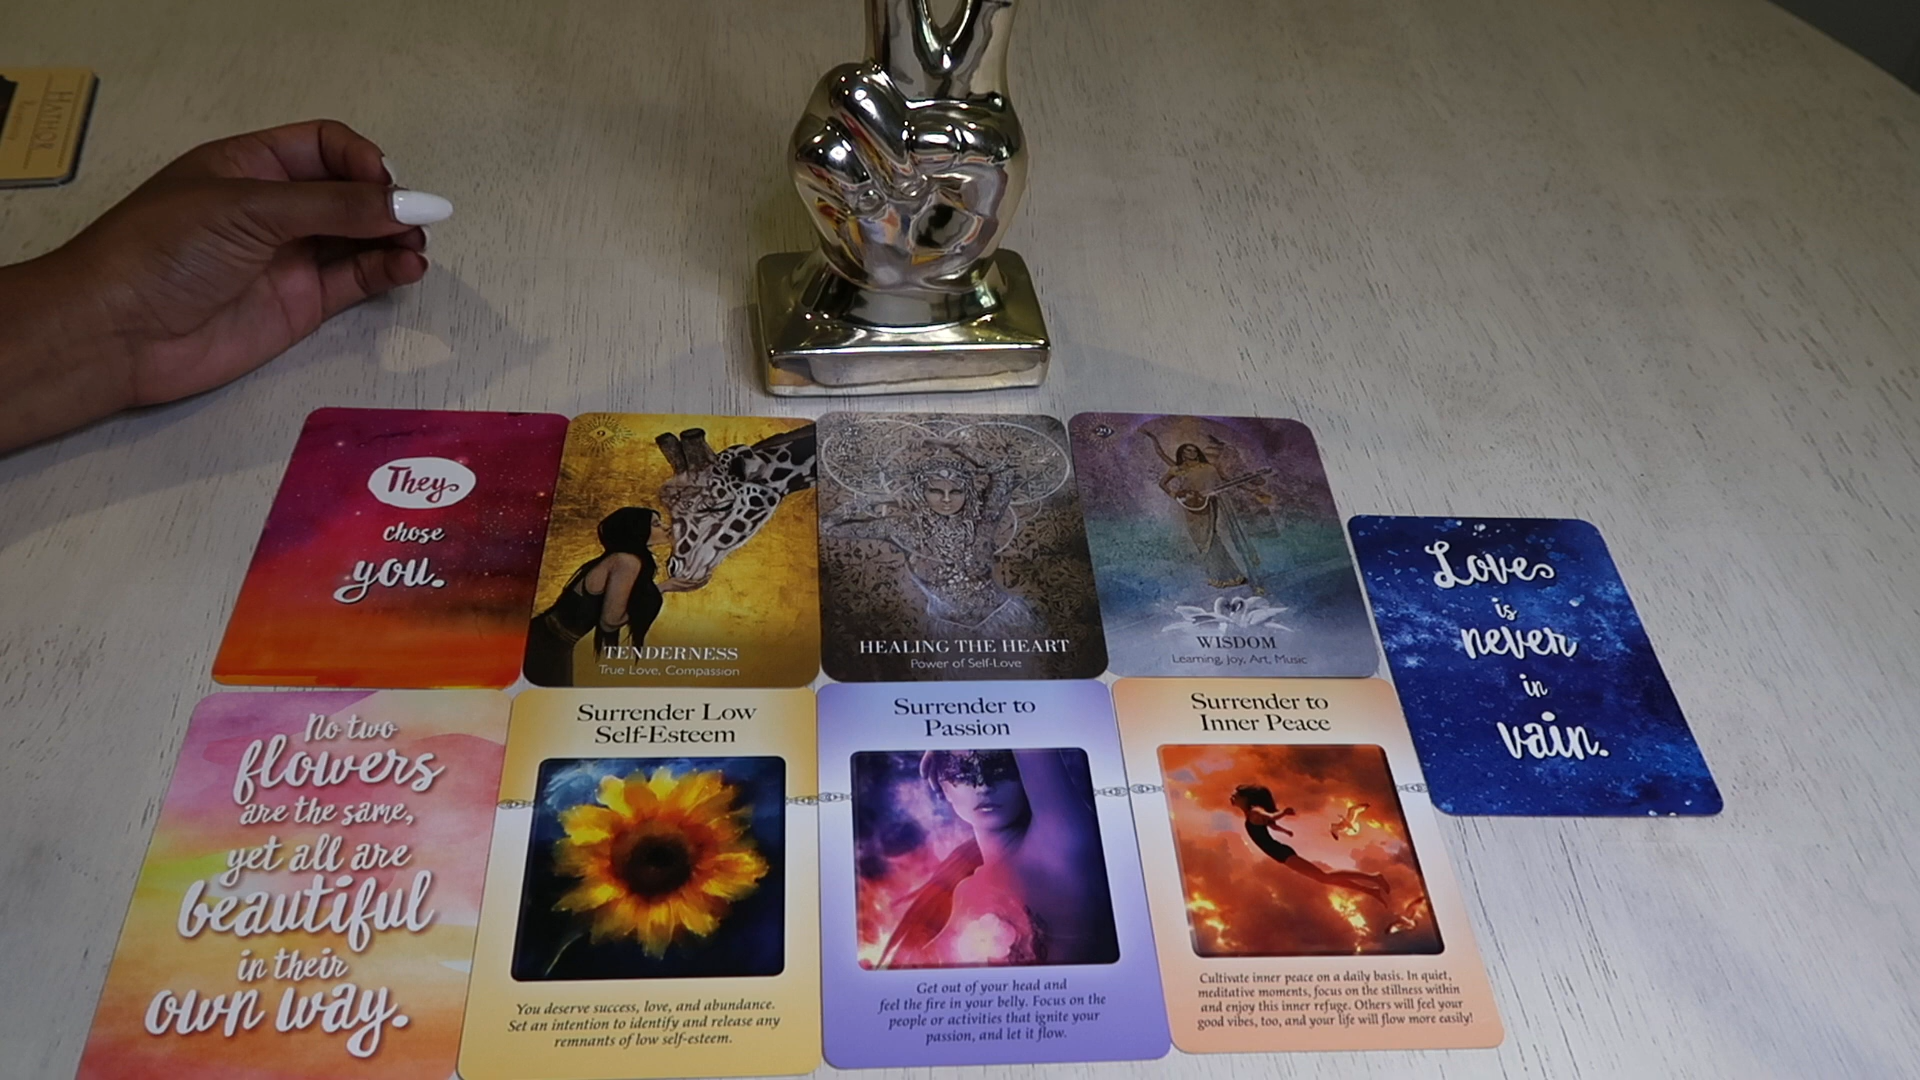 HATHOR
They
chose
you.
9
TENDERNESS
True Love, Compassion
HEALING THE HEART
Power of Self-Love
29
WISDOM
Learning, Joy, Art, Music
Love
is
never
in
vain.
No two
flowers
are the same,
yet all are
beautiful
in their
own way.
Surrender Low
Self-Esteem
You deserve success, love, and abundance.
Set an intention to identify and release any
remnants of low self-esteem.
Surrender to
Passion
Get out of your head and
feel the fire in your belly. Focus on the
people or activities that ignite your
passion, and let it flow.
Surrender to
Inner Peace
Cultivate inner peace on a daily basis. In quiet,
meditative moments, focus on the stillness within
and enjoy this inner refuge. Others will feel your
good vibes, too, and your life will flow more easily!